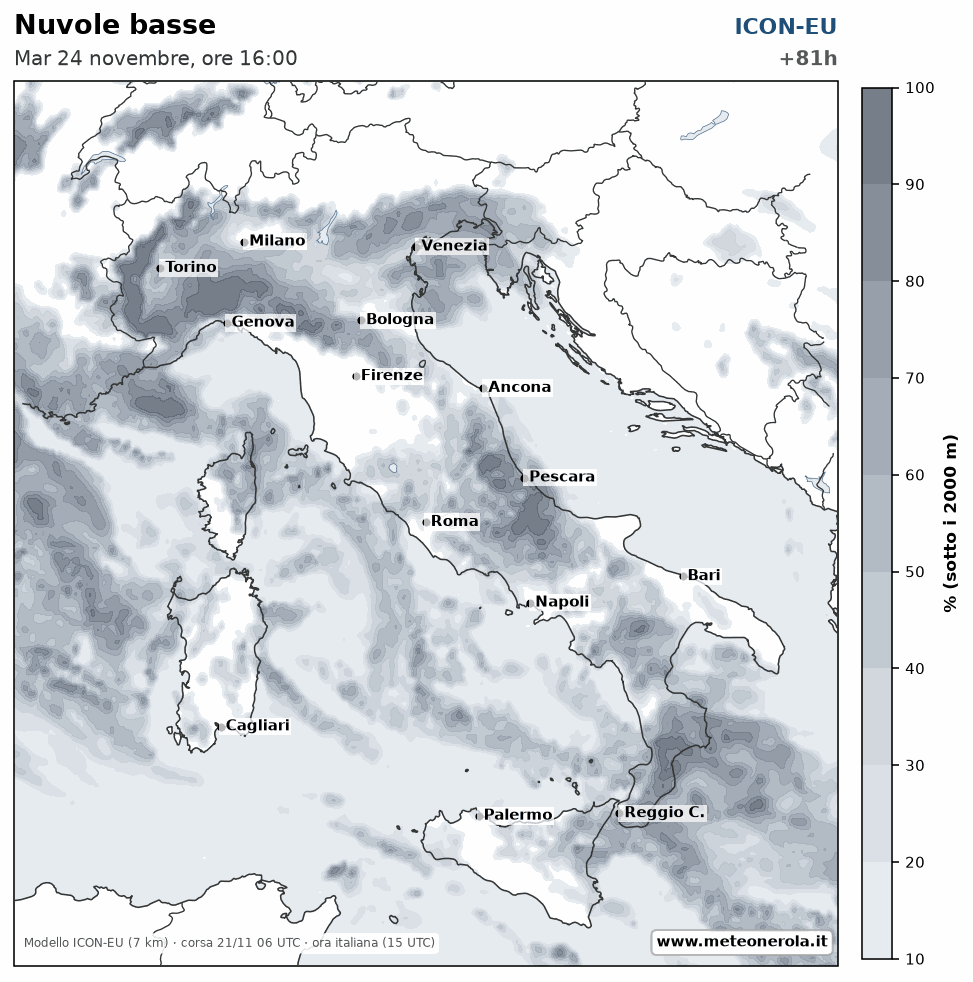 Nuvole basse
ICON-EU
Mar 24 novembre, ore 16:00
+81h
Milano
Venezia
Torino
Genova
Bologna
Firenze
Ancona
Pescara
Roma
Bari
Napoli
Cagliari
Palermo
Reggio C.
Modello ICON-EU (7 km) · corsa 21/11 06 UTC · ora italiana (15 UTC)
www.meteonerola.it
100
90
80
70
60
50
40
30
20
10
% (sotto i 2000 m)